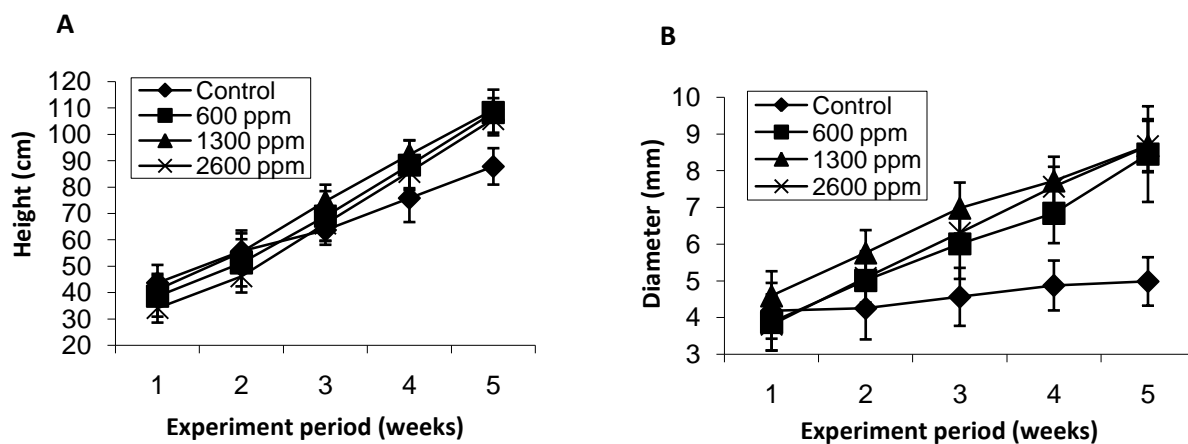 A
Height (cm)
120
110
100
90
80
70
60
50
40
30
20
Control
600 ppm
1300 ppm
2600 ppm
1 2 3 4 5
Experiment period (weeks)
B
Diameter (mm)
10
9
8
7
6
5
4
3
Control
600 ppm
1300 ppm
2600 ppm
1 2 3 4 5
Experiment period (weeks)